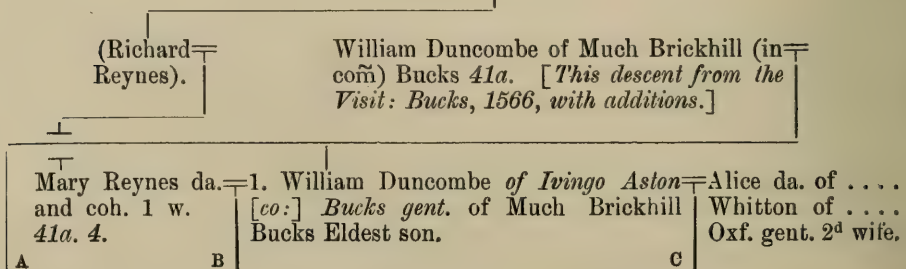 (Richard
Reynes).
William Duncombe of Much Brickhill (in
com̃) Bucks 41a. [This descent from the
Visit: Bucks, 1566, with additions.]
Mary Reynes da.
and coh. 1 w.
41a. 4.
1. William Duncombe of Ivingo Aston
[co:] Bucks gent. of Much Brickhill
Bucks Eldest son.
Alice da. of ....
Whitton of ....
Oxf. gent. 2ᵈ wife.
A B C